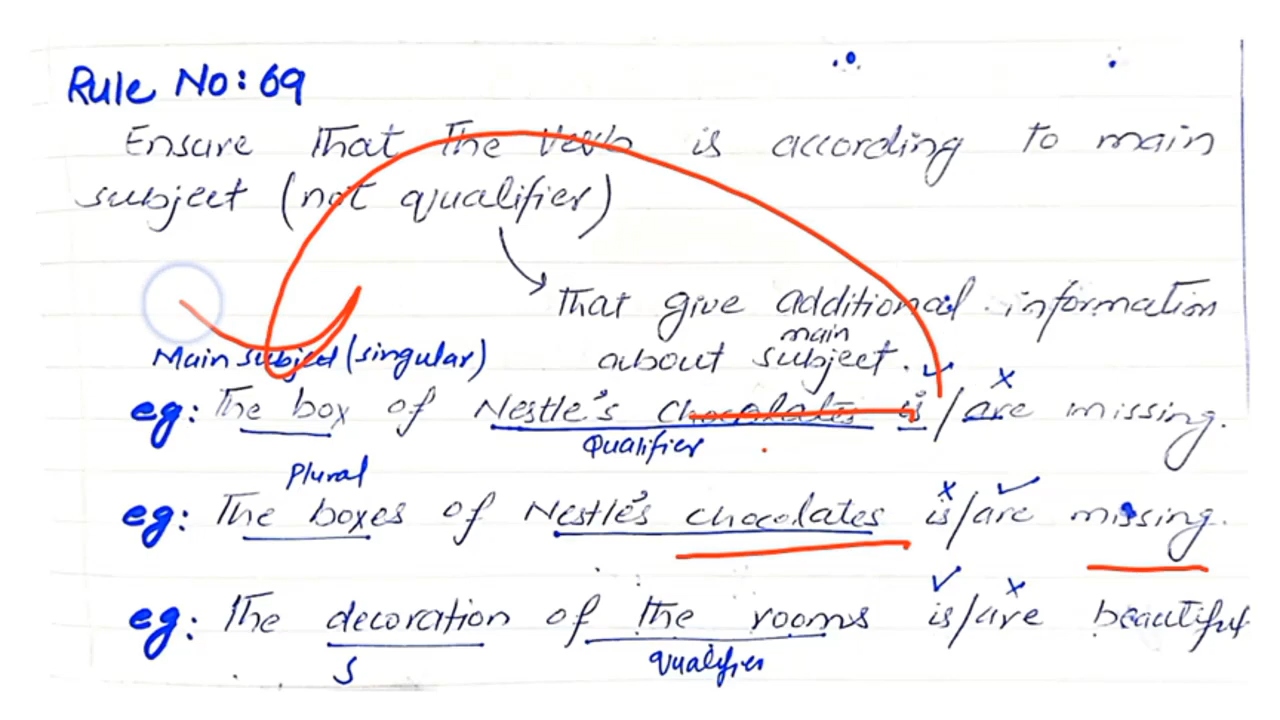 Rule No: 69
Ensure that the verb is according to main
subject (not qualifier)
that give additional information
main
about subject.
Main subject (singular)
eg: The box of Nestle's chocolates is/are missing.
Qualifier
Plural
eg: The boxes of Nestle's chocolates is/are missing.
eg: The decoration of the rooms is/are beautiful
S
qualifier